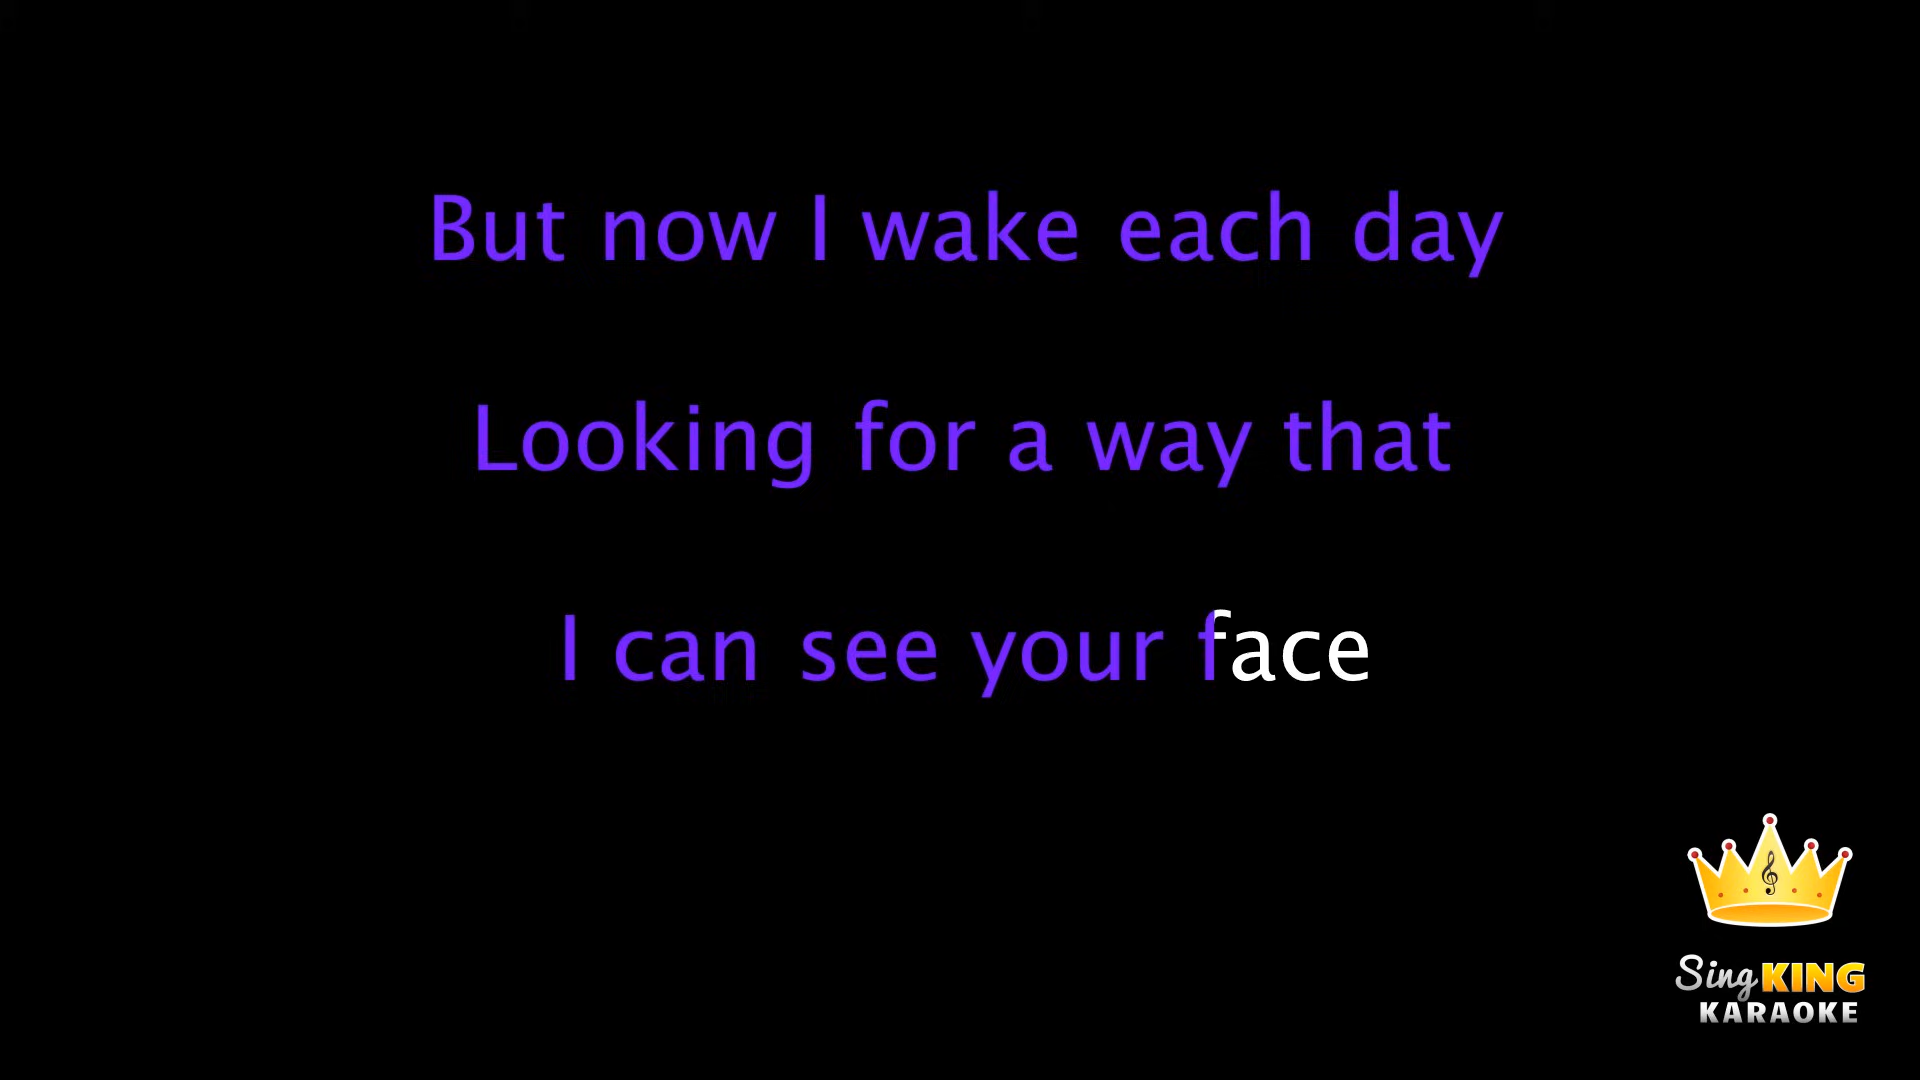 But now I wake each day
Looking for a way that
I can see your face
Sing KING
KARAOKE